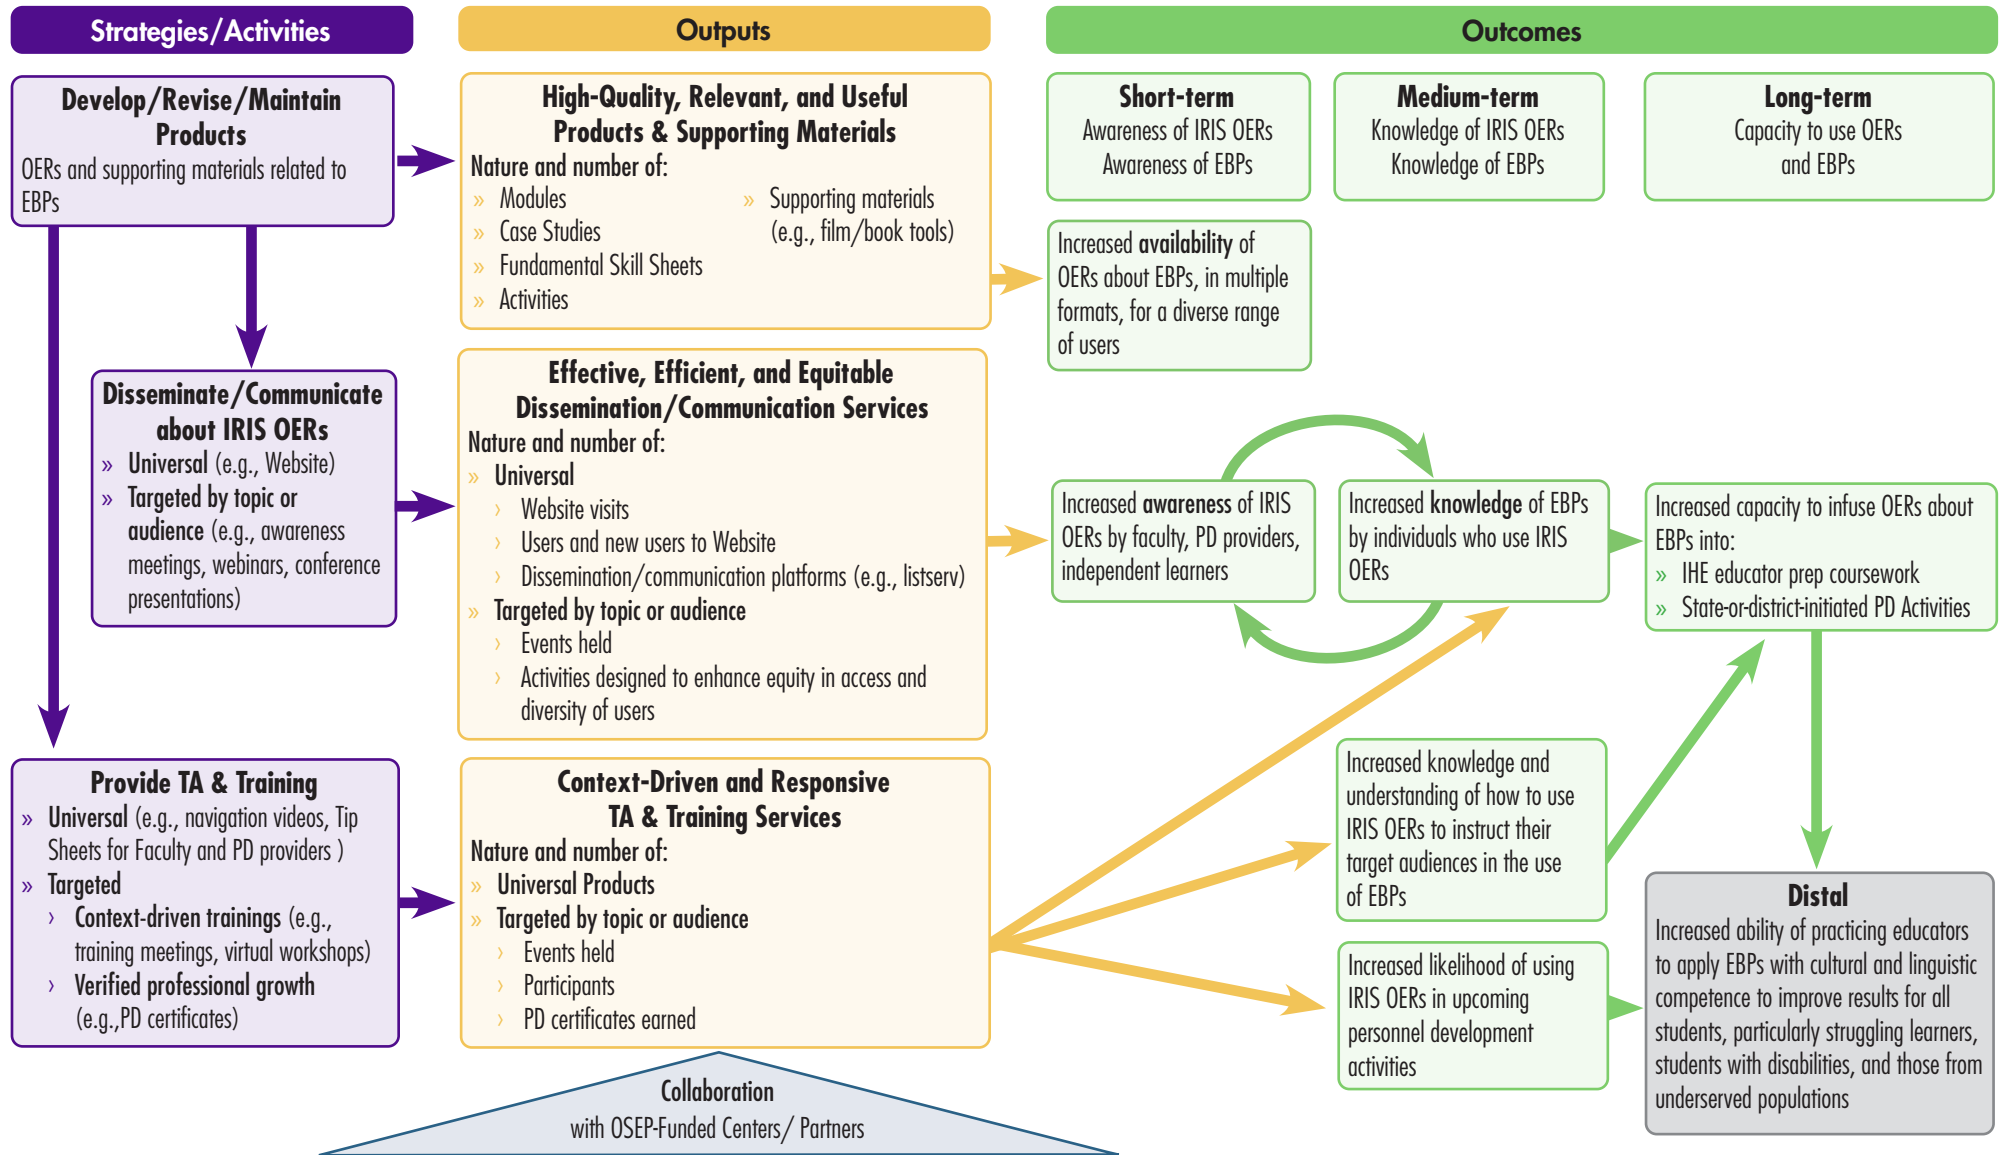 Strategies/Activities
Develop/Revise/Maintain
Products
OERs and supporting materials related to
EBPs
Disseminate/Communicate
about IRIS OERs
» Universal (e.g., Website)
» Targeted by topic or
audience (e.g., awareness
meetings, webinars, conference
presentations)
Provide TA & Training
» Universal (e.g., navigation videos, Tip
Sheets for Faculty and PD providers )
» Targeted
› Context-driven trainings (e.g.,
training meetings, virtual workshops)
› Verified professional growth
(e.g.,PD certificates)
Outputs
High-Quality, Relevant, and Useful
Products & Supporting Materials
Nature and number of:
» Modules
» Case Studies
» Fundamental Skill Sheets
» Activities
» Supporting materials
(e.g., film/book tools)
Effective, Efficient, and Equitable
Dissemination/Communication Services
Nature and number of:
» Universal
› Website visits
› Users and new users to Website
› Dissemination/communication platforms (e.g., listserv)
» Targeted by topic or audience
› Events held
› Activities designed to enhance equity in access and
diversity of users
Context-Driven and Responsive
TA & Training Services
Nature and number of:
» Universal Products
» Targeted by topic or audience
› Events held
› Participants
› PD certificates earned
Collaboration
with OSEP-Funded Centers/ Partners
Outcomes
Short-term
Awareness of IRIS OERs
Awareness of EBPs
Medium-term
Knowledge of IRIS OERs
Knowledge of EBPs
Long-term
Capacity to use OERs
and EBPs
Increased availability of
OERs about EBPs, in multiple
formats, for a diverse range
of users
Increased awareness of IRIS
OERs by faculty, PD providers,
independent learners
Increased knowledge of EBPs
by individuals who use IRIS
OERs
Increased capacity to infuse OERs about
EBPs into:
» IHE educator prep coursework
» State-or-district-initiated PD Activities
Increased knowledge and
understanding of how to use
IRIS OERs to instruct their
target audiences in the use
of EBPs
Increased likelihood of using
IRIS OERs in upcoming
personnel development
activities
Distal
Increased ability of practicing educators
to apply EBPs with cultural and linguistic
competence to improve results for all
students, particularly struggling learners,
students with disabilities, and those from
underserved populations